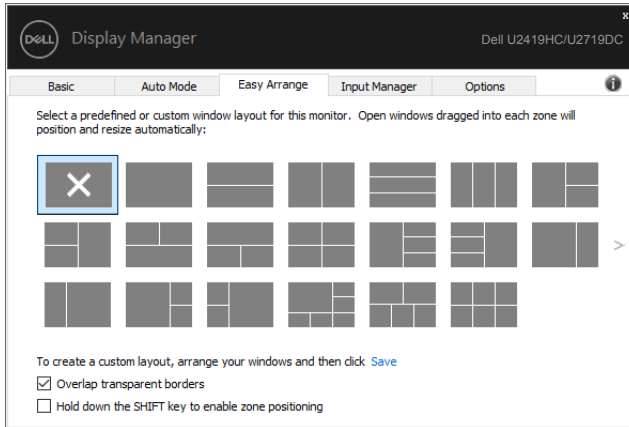 x
DELL Display Manager
Dell U2419HC/U2719DC
Basic Auto Mode Easy Arrange Input Manager Options i
Select a predefined or custom window layout for this monitor. Open windows dragged into each zone will
position and resize automatically:
>
To create a custom layout, arrange your windows and then click Save
Overlap transparent borders
Hold down the SHIFT key to enable zone positioning